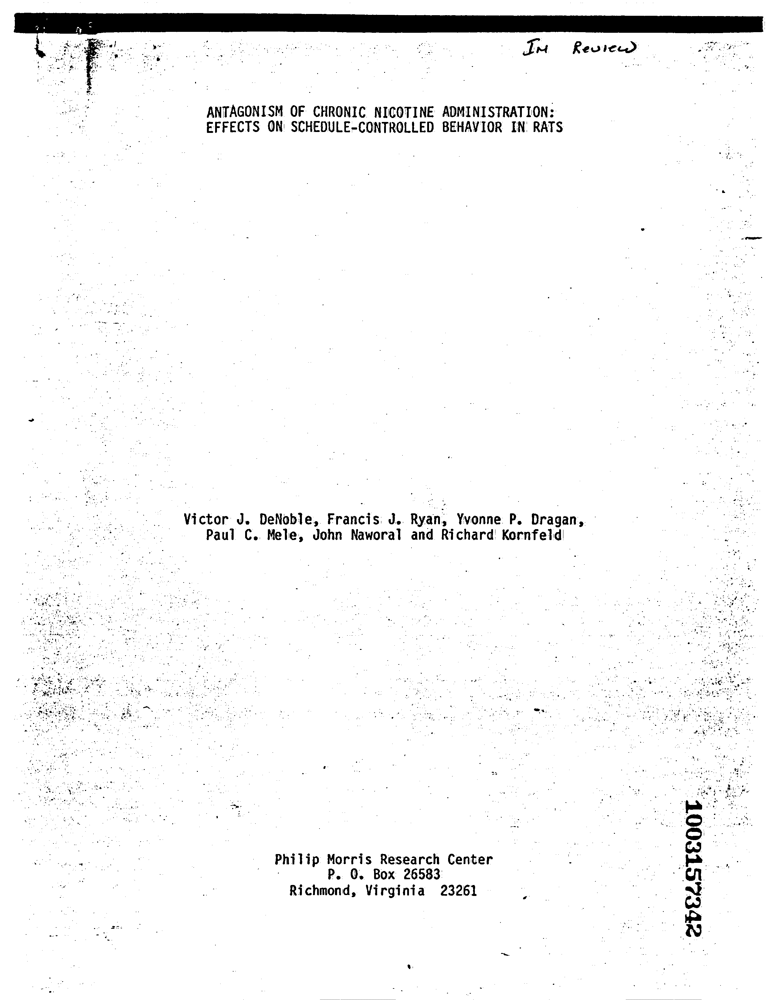 In Review
ANTAGONISM OF CHRONIC NICOTINE ADMINISTRATION:
EFFECTS ON SCHEDULE-CONTROLLED BEHAVIOR IN RATS
Victor J. DeNoble, Francis J. Ryan, Yvonne P. Dragan,
Paul C. Mele, John Naworal and Richard Kornfeld
Philip Morris Research Center
P. O. Box 26583
Richmond, Virginia 23261
1003157342